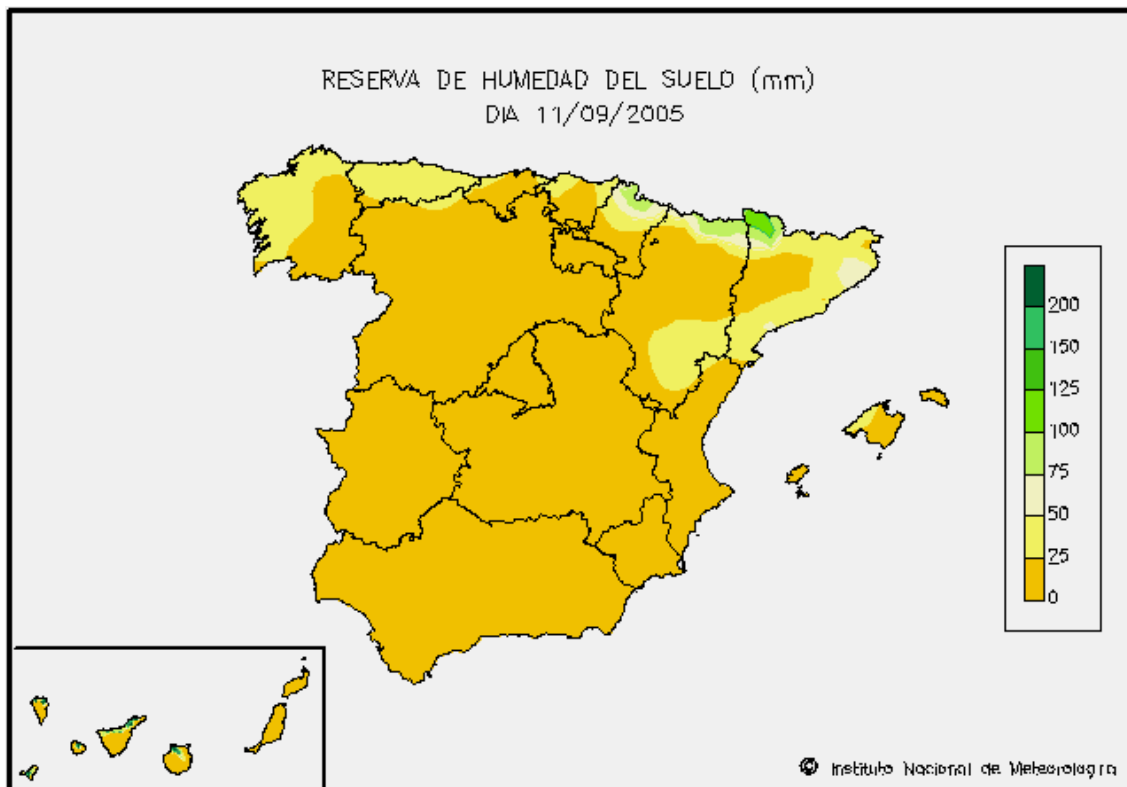 RESERVA DE HUMEDAD DEL SUELO (mm)
DIA 11/09/2005
200
150
125
100
75
50
25
0
© Instituto Nacional de Meteorologia